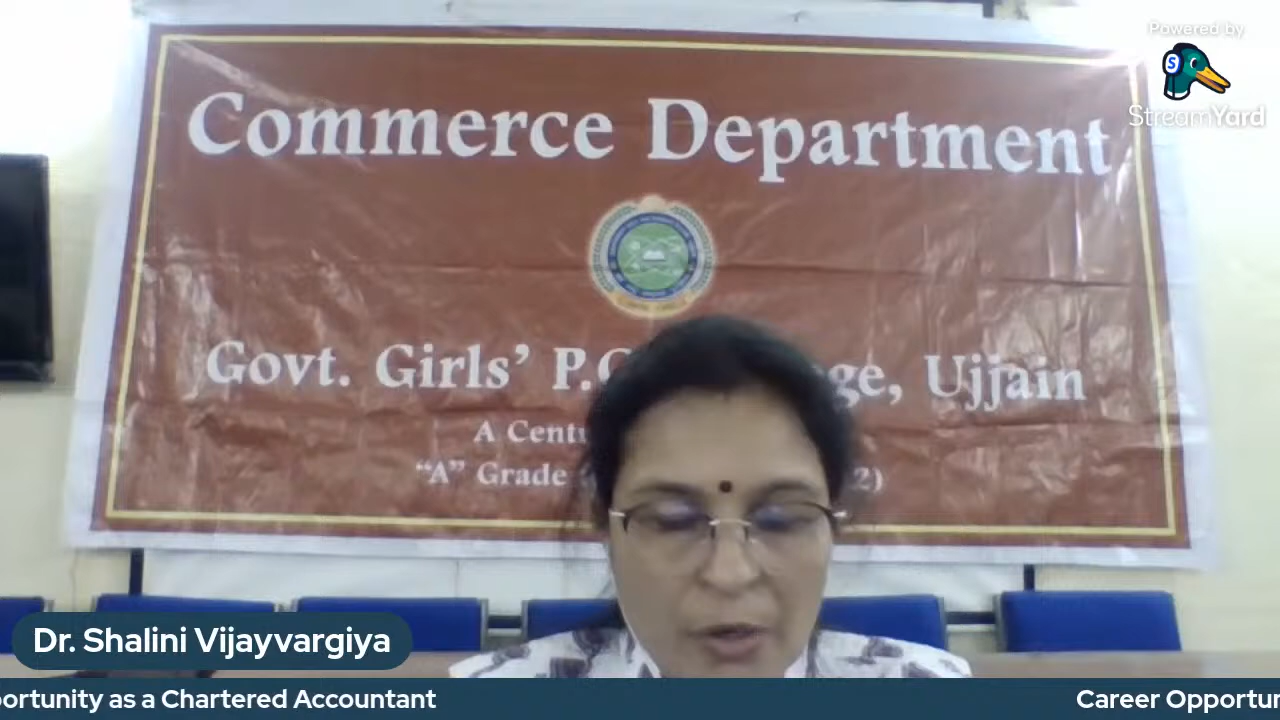 Powered by
StreamYard
Commerce Department
Govt. Girls' P.G ge, Ujjain
A Centu
"A" Grade 2)
Dr. Shalini Vijayvargiya
portunity as a Chartered Accountant
Career Opportun